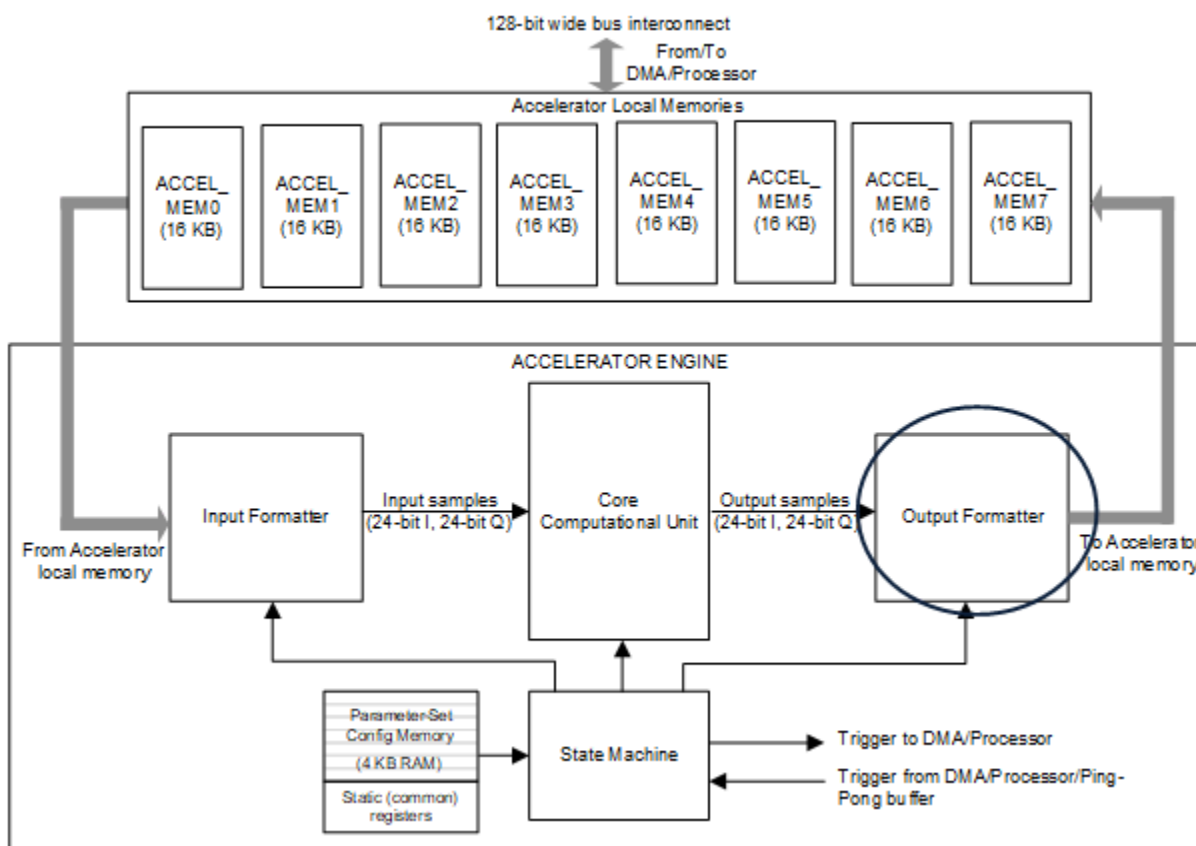 128-bit wide bus interconnect
From/To
DMA/Processor
Accelerator Local Memories
ACCEL_
MEM0
(16 KB)
ACCEL_
MEM1
(16 KB)
ACCEL_
MEM2
(16 KB)
ACCEL_
MEM3
(16 KB)
ACCEL_
MEM4
(16 KB)
ACCEL_
MEM5
(16 KB)
ACCEL_
MEM6
(16 KB)
ACCEL_
MEM7
(16 KB)
ACCELERATOR ENGINE
Input Formatter
Input samples
(24-bit I, 24-bit Q)
Core
Computational Unit
Output samples
(24-bit I, 24-bit Q)
Output Formatter
From Accelerator
local memory
To Accelerator
local memory
Parameter-Set
Config Memory
(4 KB RAM)
Static (common)
registers
State Machine
Trigger to DMA/Processor
Trigger from DMA/Processor/Ping-
Pong buffer